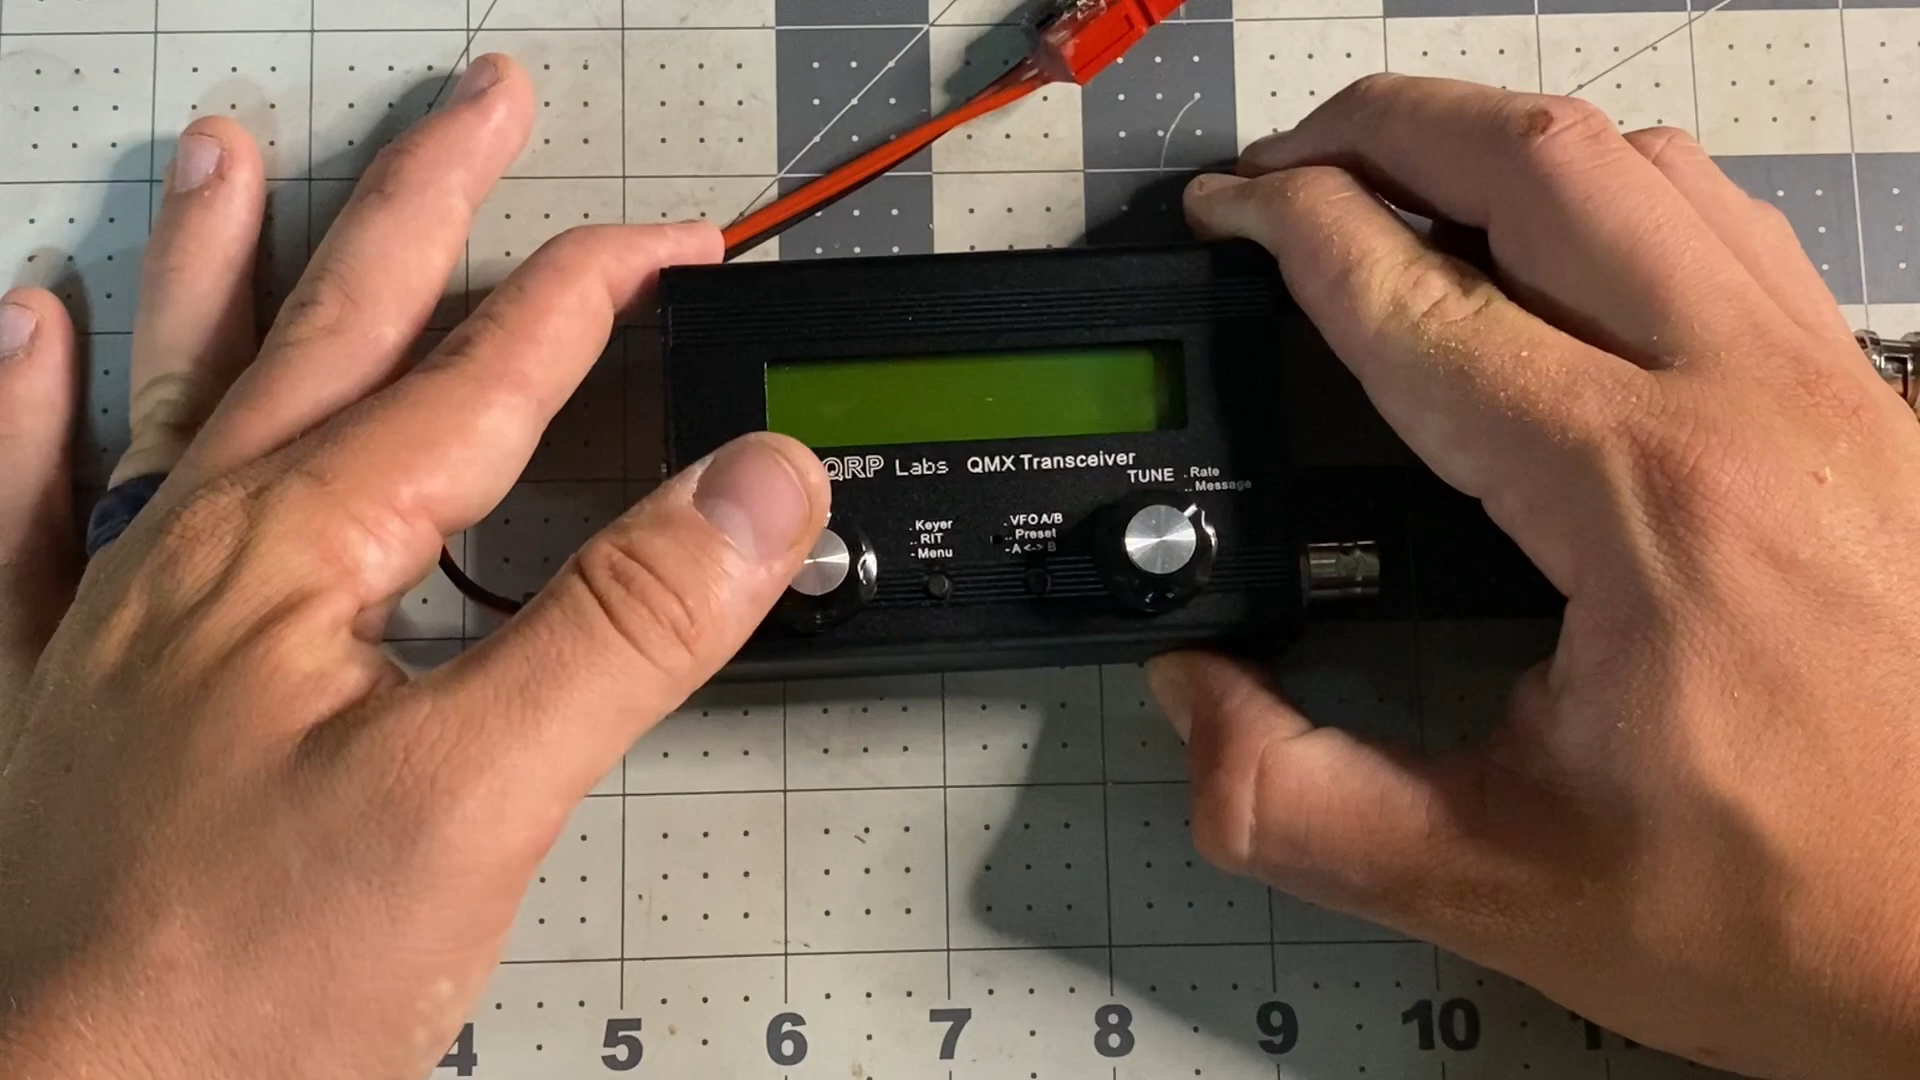 QRP Labs QMX Transceiver
TUNE . Rate
.. Message
. Keyer
.. RIT
- Menu
. VFO A/B
.. Preset
- A <-> B
4 5 6 7 8 9 10